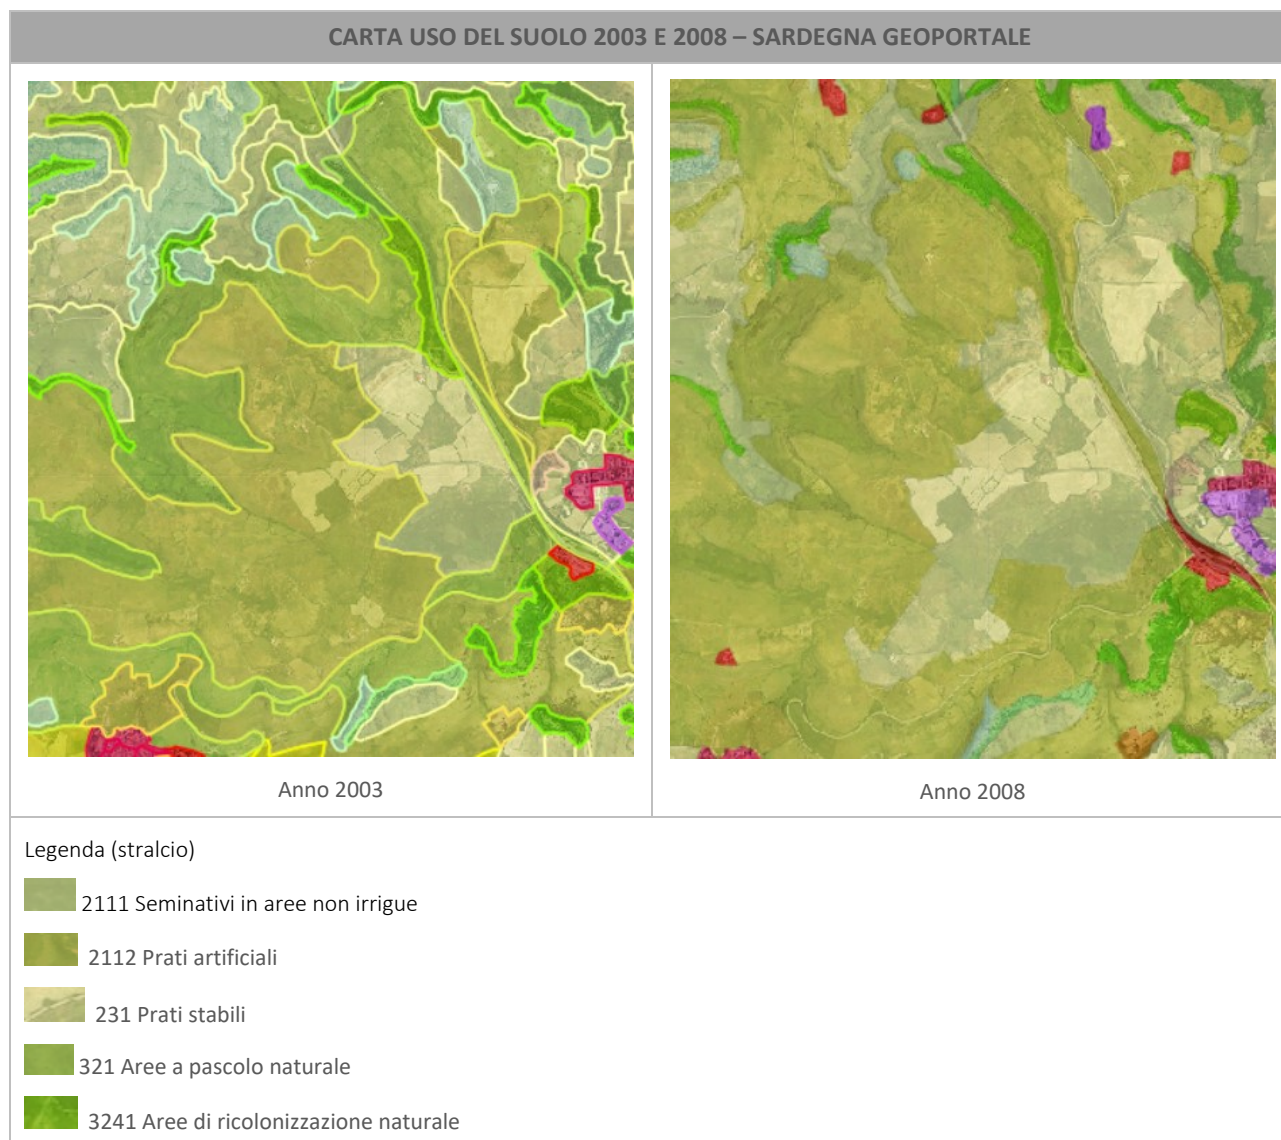 CARTA USO DEL SUOLO 2003 E 2008 – SARDEGNA GEOPORTALE
Anno 2003
Anno 2008
Legenda (stralcio)
2111 Seminativi in aree non irrigue
2112 Prati artificiali
231 Prati stabili
321 Aree a pascolo naturale
3241 Aree di ricolonizzazione naturale